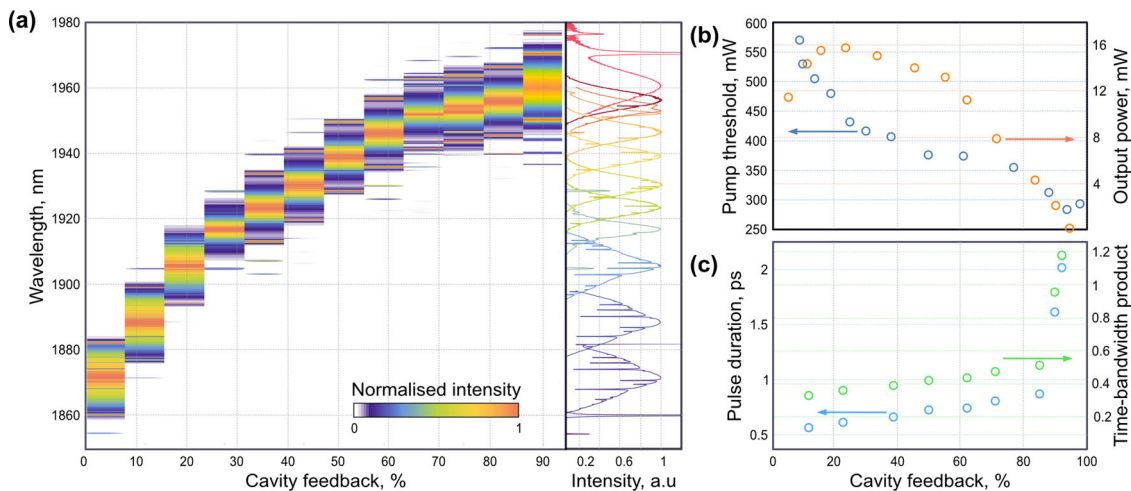 (a)
1980
1960
1940
1920
1900
1880
1860
Wavelength, nm
Normalised intensity
0 1
0 10 20 30 40 50 60 70 80 90
Cavity feedback, %
0.2 0.6 1
Intensity, a.u
(b)
600
550
500
450
400
350
300
250
Pump threshold, mW
16
12
8
4
Output power, mW
(c)
2
1.5
1
0.5
Pulse duration, ps
1.2
1
0.8
0.6
0.4
0.2
Time-bandwidth product
0 20 40 60 80 100
Cavity feedback, %